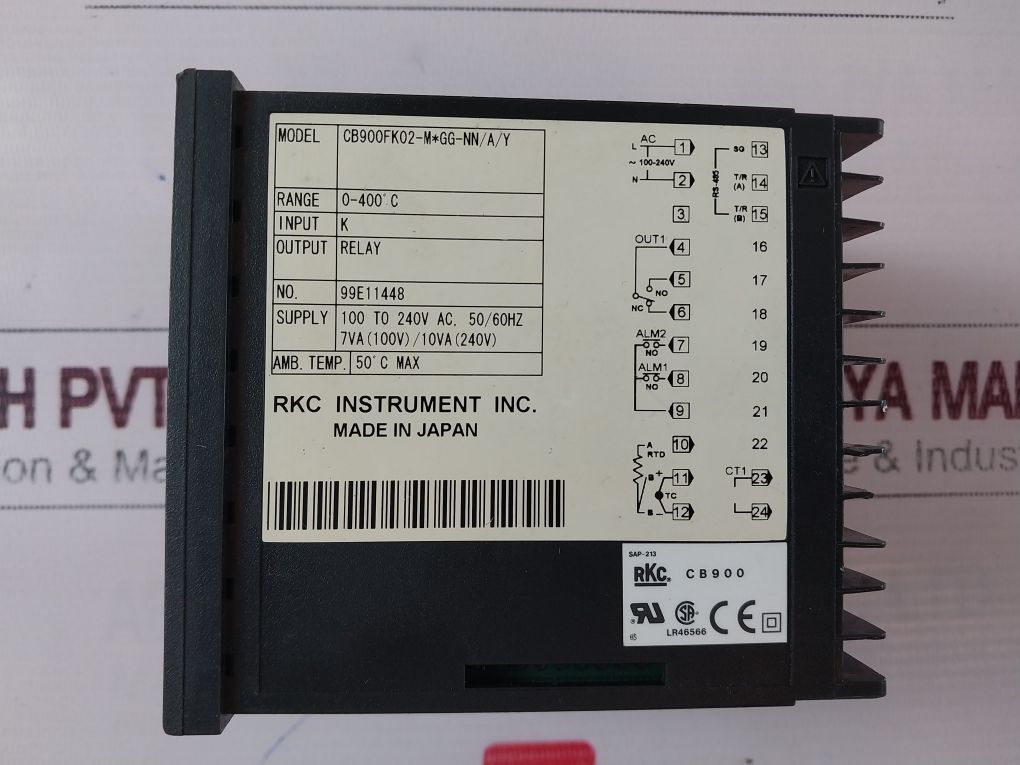 MODEL CB900FK02-M*GG-NN/A/Y
RANGE 0-400°C
INPUT K
OUTPUT RELAY
NO. 99E11448
SUPPLY 100 TO 240V AC, 50/60HZ
7VA(100V)/10VA(240V)
AMB. TEMP. 50°C MAX
RKC INSTRUMENT INC.
MADE IN JAPAN
AC
L 1
~ 100-240V
N 2
3
OUT1 4
5
NO
NC 6
ALM2
7
NO
ALM1
8
NO
9
A 10
RTD
B + 11
TC
B - 12
RS-485
SG 13
T/R
(A) 14
T/R
(B) 15
16
17
18
19
20
21
22
CT1 23
24
SAP-213
RKC® CB900
® RU SA ® CE
LR46566
H PVT
YA MA
on & Ma
& Indus